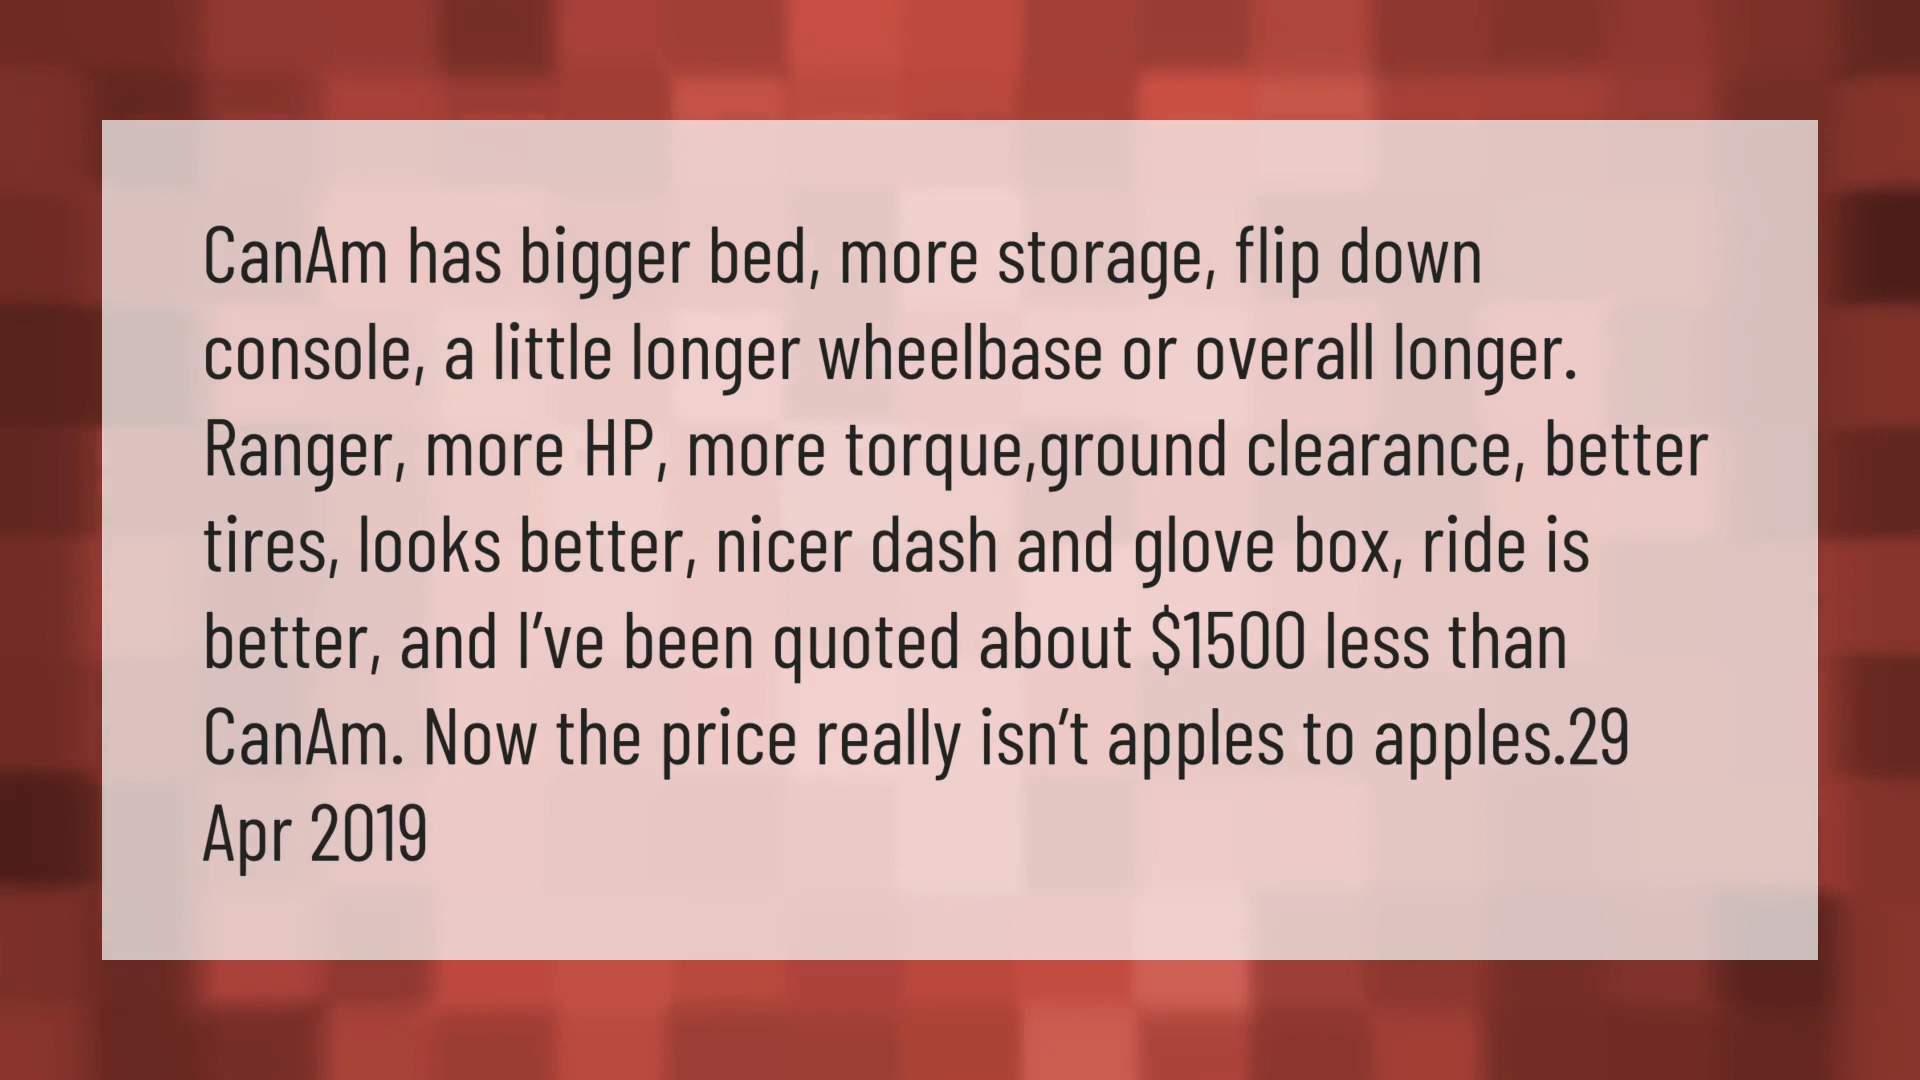 CanAm has bigger bed, more storage, flip down
console, a little longer wheelbase or overall longer.
Ranger, more HP, more torque,ground clearance, better
tires, looks better, nicer dash and glove box, ride is
better, and I’ve been quoted about $1500 less than
CanAm. Now the price really isn’t apples to apples.29
Apr 2019